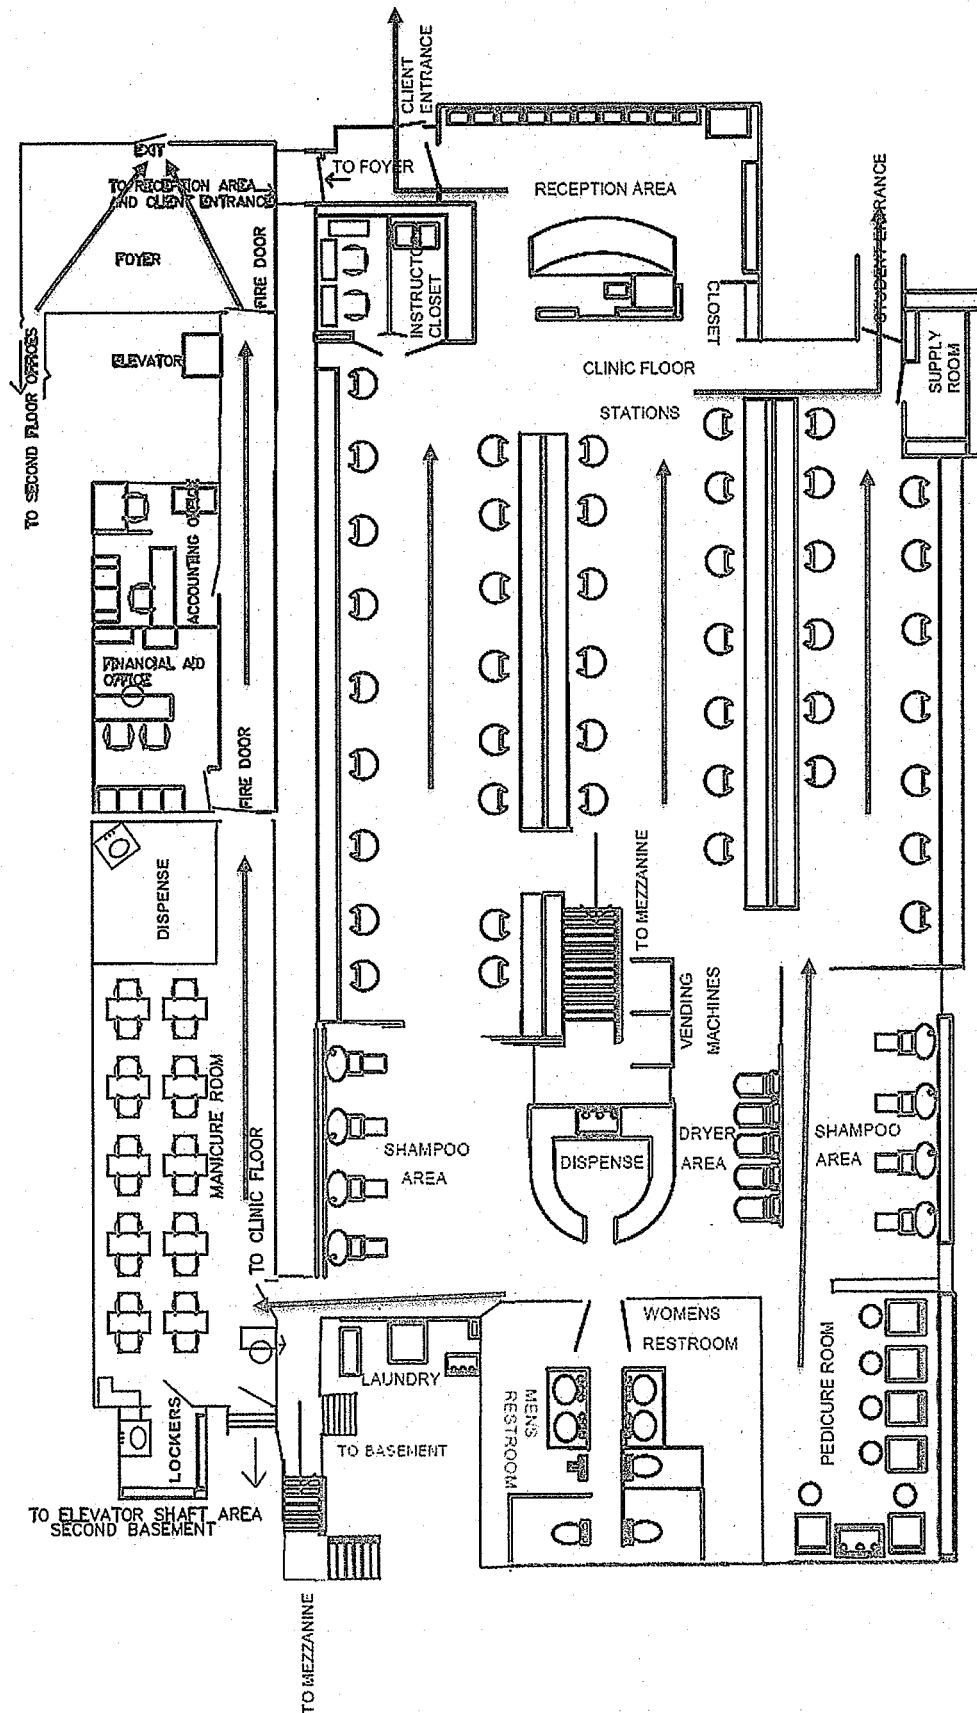 CLIENT
ENTRANCE
EXIT
TO RECEPTION AREA
AND CLIENT ENTRANCE
TO FOYER
RECEPTION AREA
STUDENT ENTRANCE
FOYER
FIRE DOOR
INSTRUCTOR
CLOSET
CLOSET
TO SECOND FLOOR OFFICES
ELEVATOR
CLINIC FLOOR
STATIONS
SUPPLY
ROOM
ACCOUNTING OFFICE
FINANCIAL AID
OFFICE
FIRE DOOR
DISPENSE
TO MEZZANINE
VENDING
MACHINES
MANICURE ROOM
TO CLINIC FLOOR
SHAMPOO
AREA
DISPENSE
DRYER
AREA
SHAMPOO
AREA
WOMENS
RESTROOM
LAUNDRY
MENS
RESTROOM
PEDICURE ROOM
LOCKERS
TO BASEMENT
TO ELEVATOR SHAFT AREA
SECOND BASEMENT
TO MEZZANINE